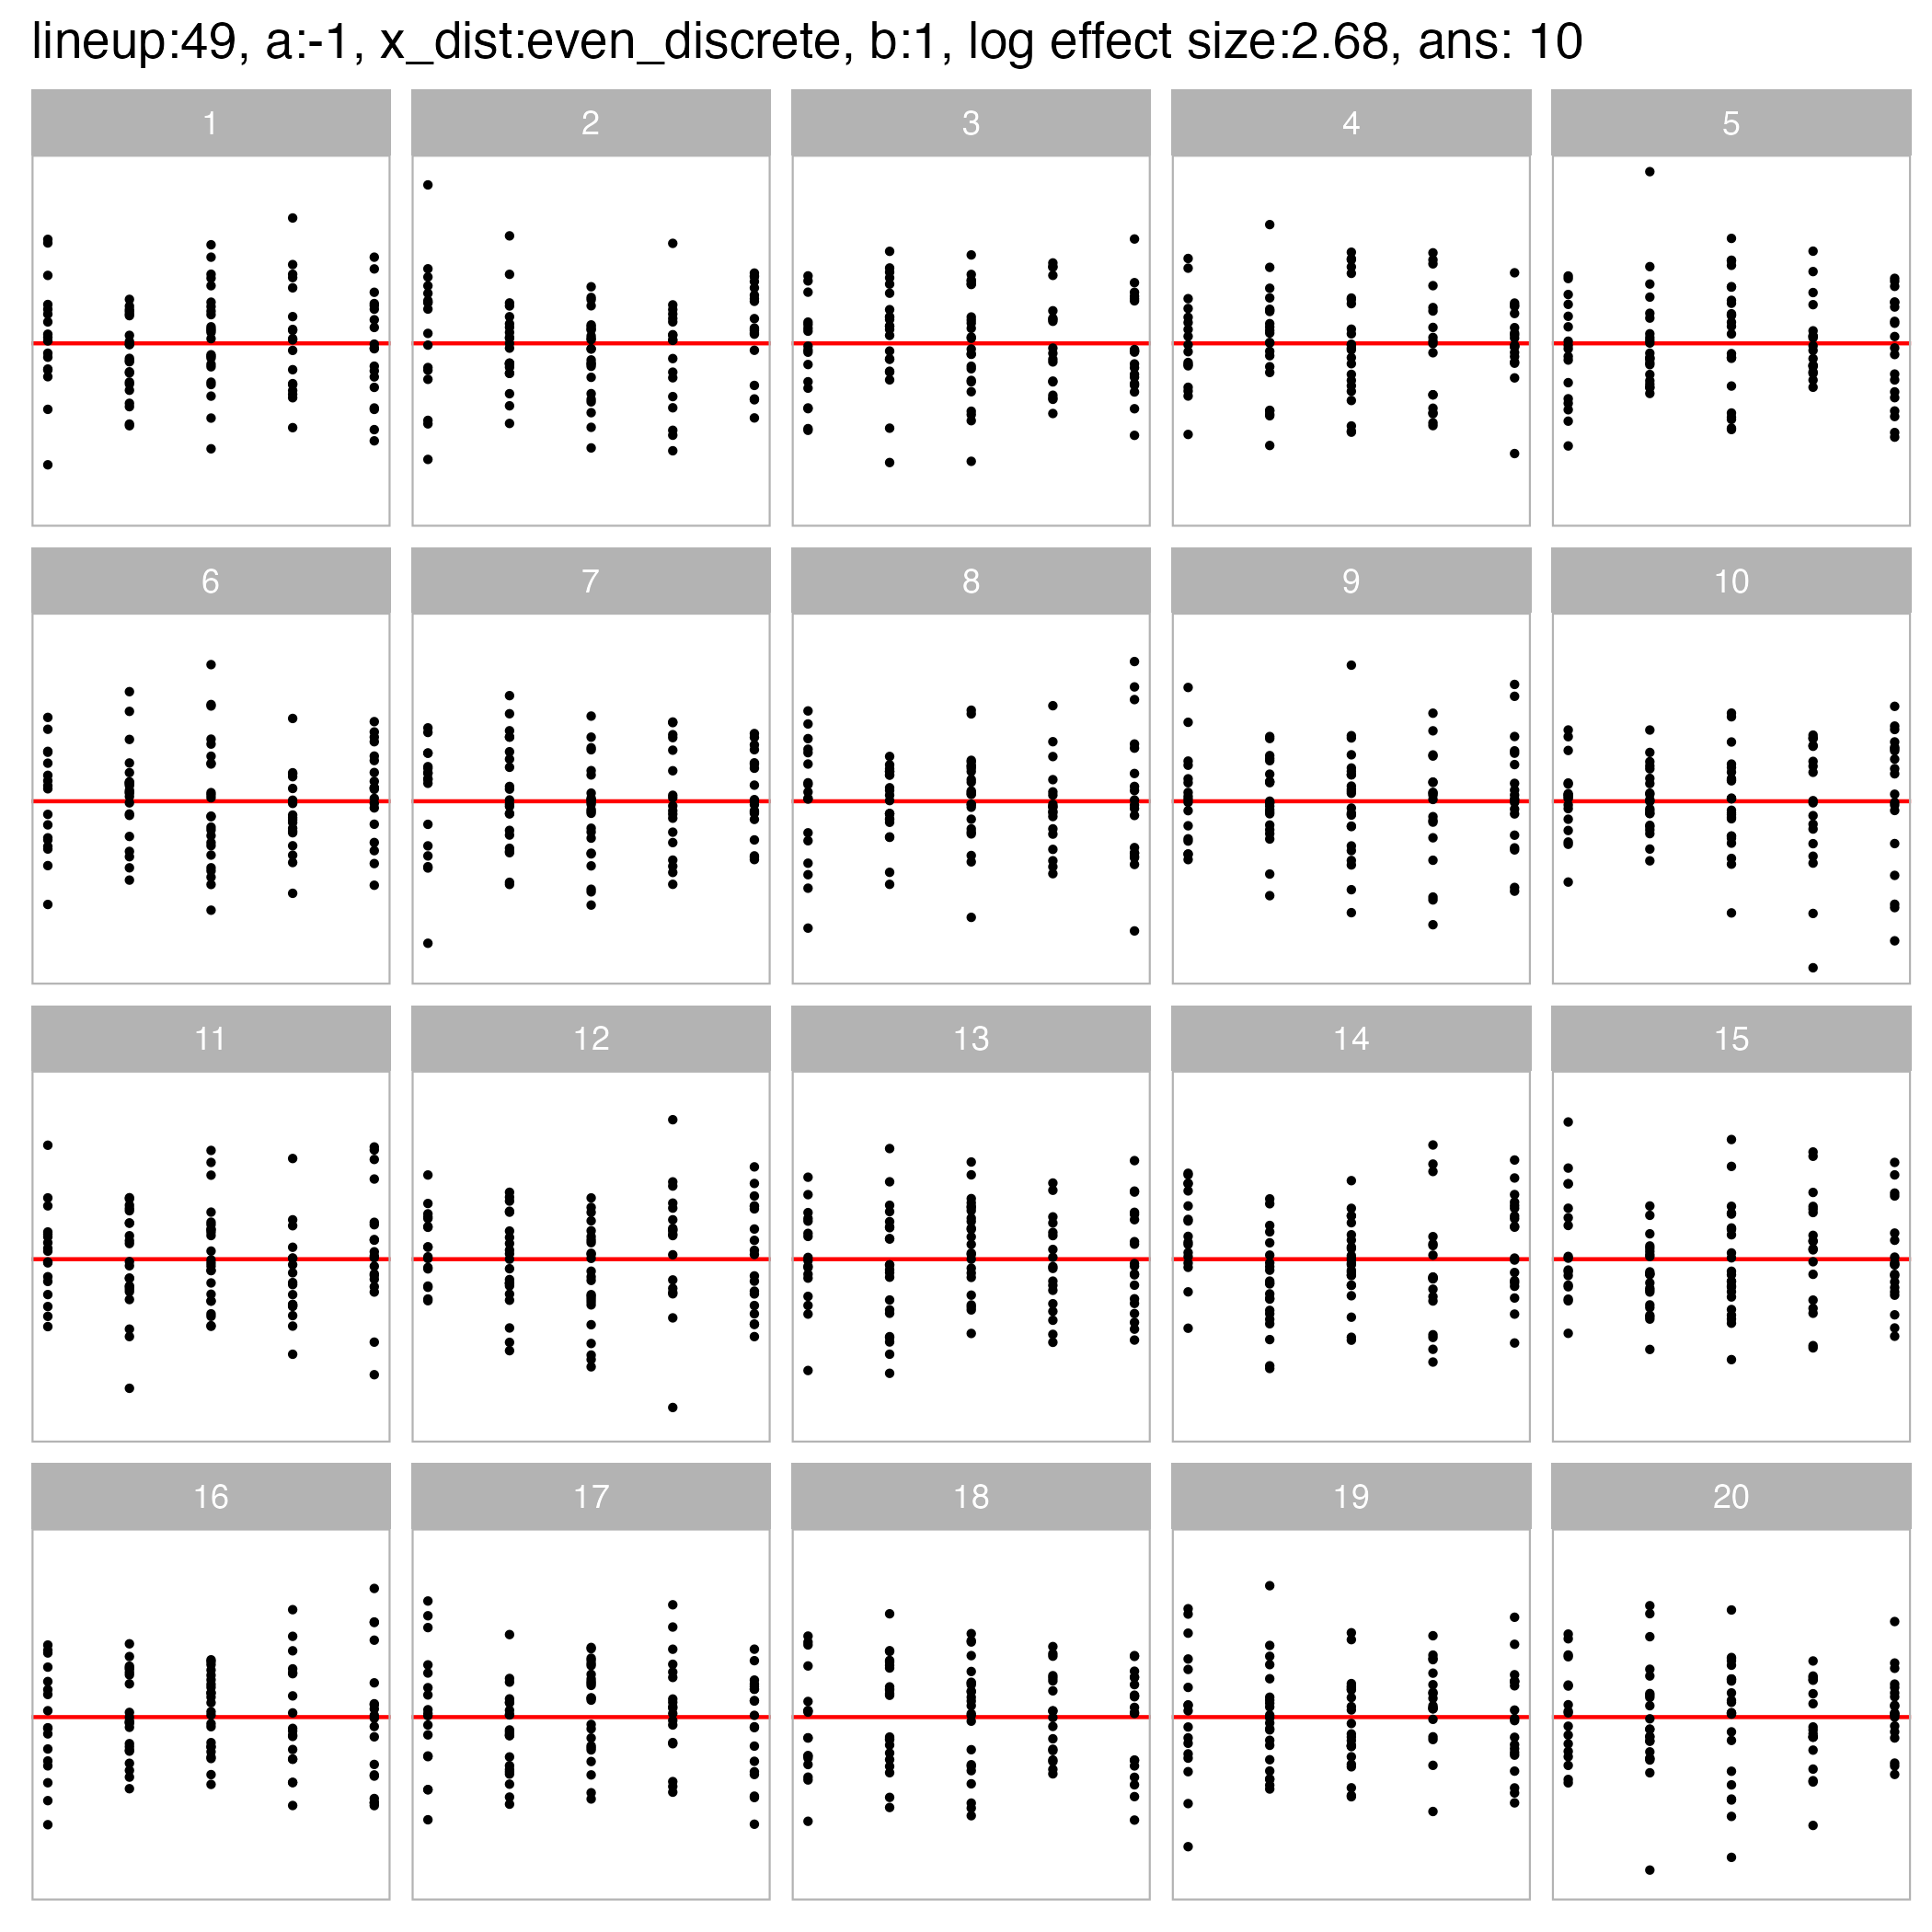 lineup:49, a:-1, x_dist:even_discrete, b:1, log effect size:2.68, ans: 10
1 2 3 4 5
6 7 8 9 10
11 12 13 14 15
16 17 18 19 20